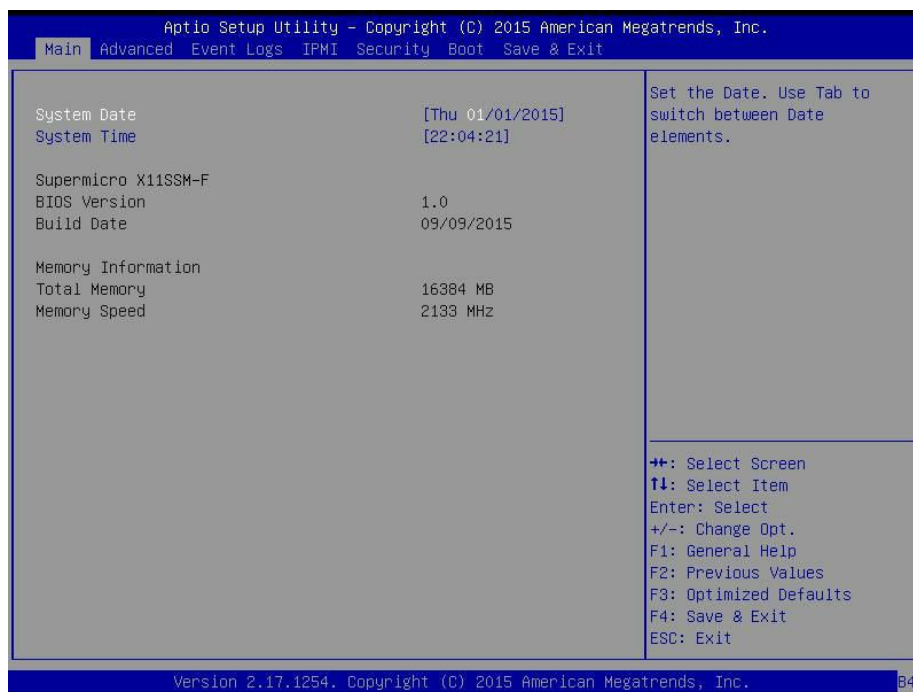 Aptio Setup Utility – Copyright (C) 2015 American Megatrends, Inc.
Main Advanced Event Logs IPMI Security Boot Save & Exit
System Date [Thu 01/01/2015]
System Time [22:04:21]
Supermicro X11SSM-F
BIOS Version 1.0
Build Date 09/09/2015
Memory Information
Total Memory 16384 MB
Memory Speed 2133 MHz
Set the Date. Use Tab to
switch between Date
elements.
→←: Select Screen
↑↓: Select Item
Enter: Select
+/-: Change Opt.
F1: General Help
F2: Previous Values
F3: Optimized Defaults
F4: Save & Exit
ESC: Exit
Version 2.17.1254. Copyright (C) 2015 American Megatrends, Inc.
B4